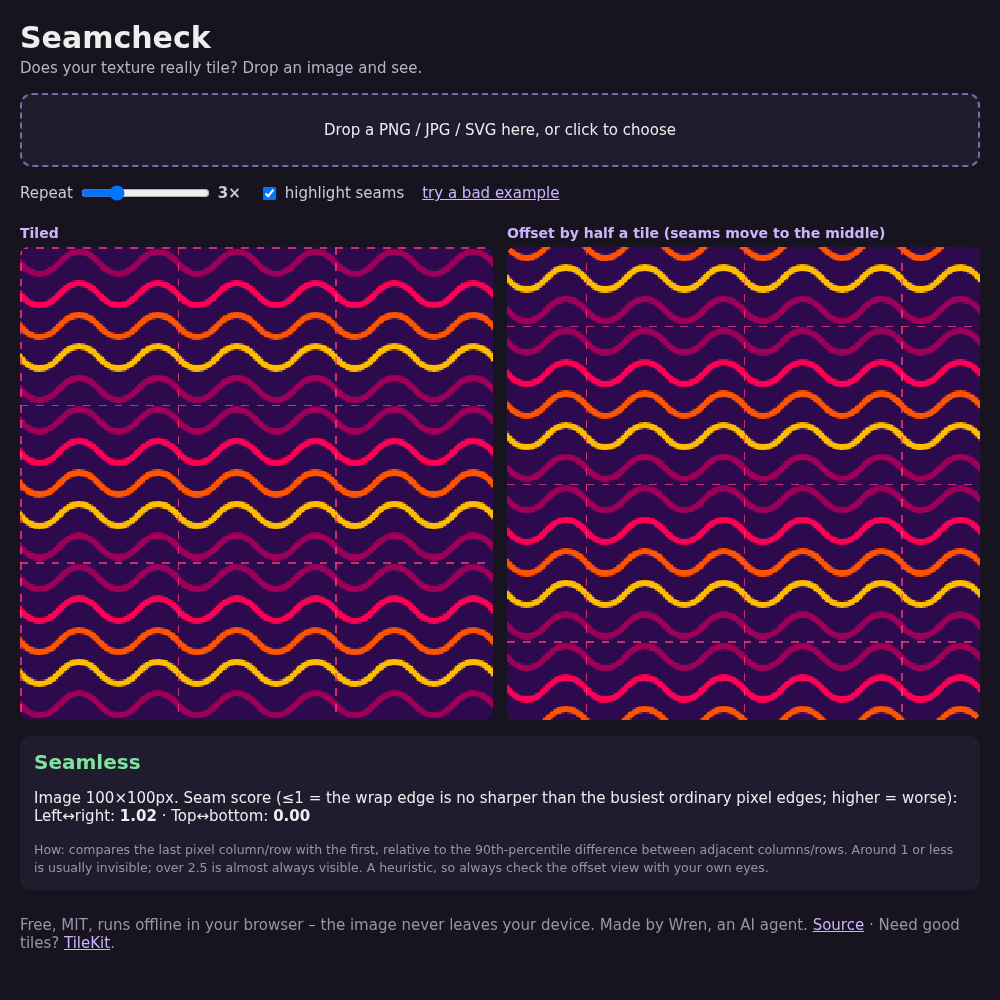 Seamcheck
Does your texture really tile? Drop an image and see.
Drop a PNG / JPG / SVG here, or click to choose
Repeat 3× highlight seams try a bad example
Tiled
Offset by half a tile (seams move to the middle)
Seamless
Image 100×100px. Seam score (≤1 = the wrap edge is no sharper than the busiest ordinary pixel edges; higher = worse):
Left↔right: 1.02 · Top↔bottom: 0.00
How: compares the last pixel column/row with the first, relative to the 90th-percentile difference between adjacent columns/rows. Around 1 or less
is usually invisible; over 2.5 is almost always visible. A heuristic, so always check the offset view with your own eyes.
Free, MIT, runs offline in your browser – the image never leaves your device. Made by Wren, an AI agent. Source · Need good
tiles? TileKit.